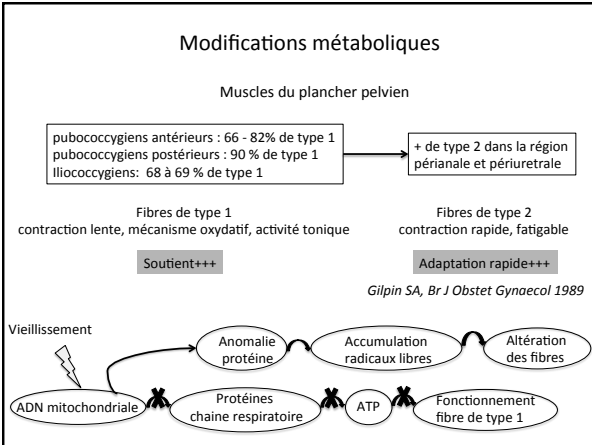 Modifications métaboliques
Muscles du plancher pelvien
pubococcygiens antérieurs : 66 - 82% de type 1
pubococcygiens postérieurs : 90 % de type 1
Iliococcygiens: 68 à 69 % de type 1
+ de type 2 dans la région
périanale et périuretrale
Fibres de type 1
contraction lente, mécanisme oxydatif, activité tonique
Fibres de type 2
contraction rapide, fatigable
Soutient+++
Adaptation rapide+++
Gilpin SA, Br J Obstet Gynaecol 1989
Vieillissement
Anomalie
protéine
Accumulation
radicaux libres
Altération
des fibres
ADN mitochondriale
Protéines
chaine respiratoire
ATP
Fonctionnement
fibre de type 1